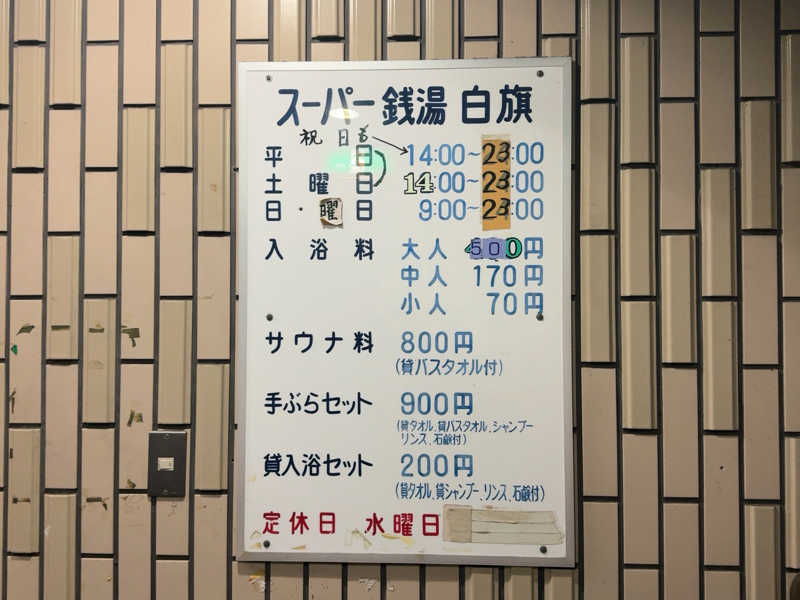 スーパー銭湯 白旗
祝日も
平日 14:00~23:00
土曜日 14:00~23:00
日・曜日 9:00~23:00
入浴料 大人 500円
中人 170円
小人 70円
サウナ料 800円
(貸バスタオル付)
手ぶらセット 900円
(貸タオル、貸バスタオル、シャンプー
リンス、石鹸付)
貸入浴セット 200円
(貸タオル、貸シャンプー、リンス、石鹸付)
定休日 水曜日